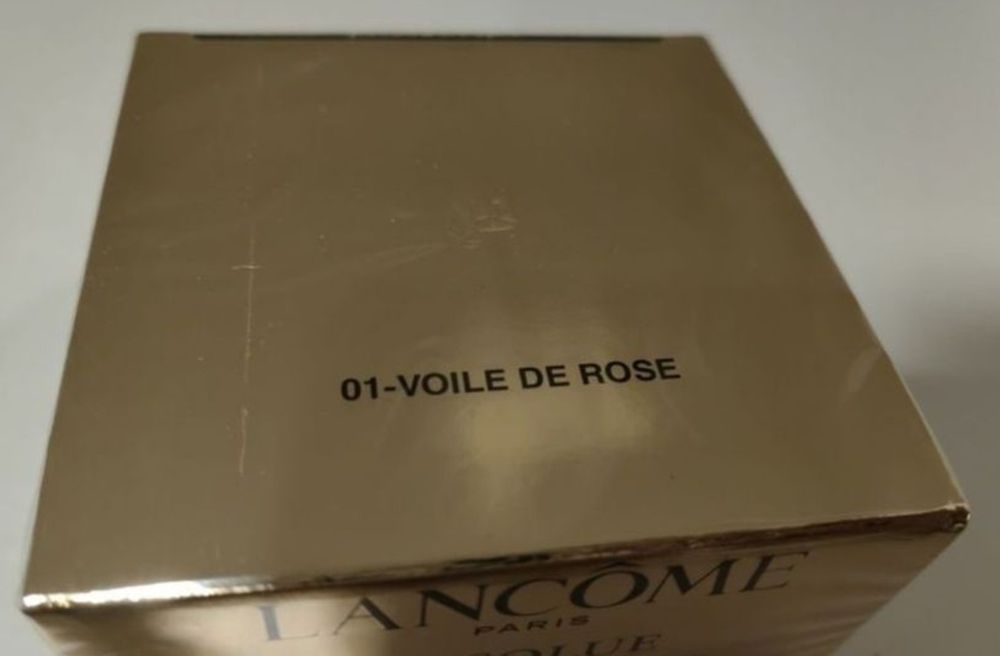 01-VOILE DE ROSE
LANCÔME
PARIS